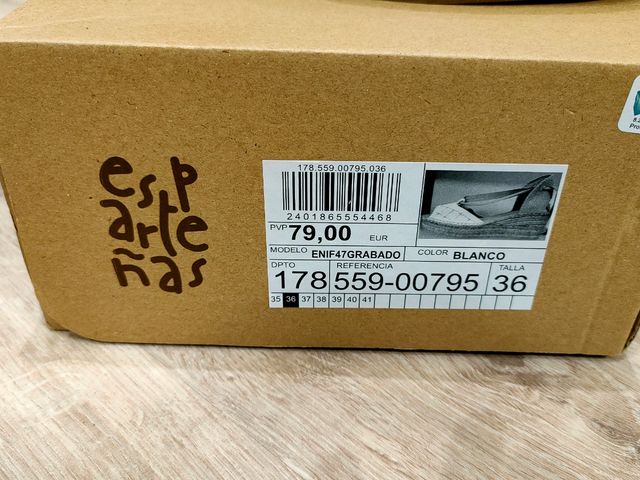 esp
arte
ñas
178.559.00795.036
2401865554468
PVP 79,00 EUR
MODELO ENIF47GRABADO COLOR BLANCO
DPTO REFERENCIA TALLA
178 559-00795 36
35 36 37 38 39 40 41